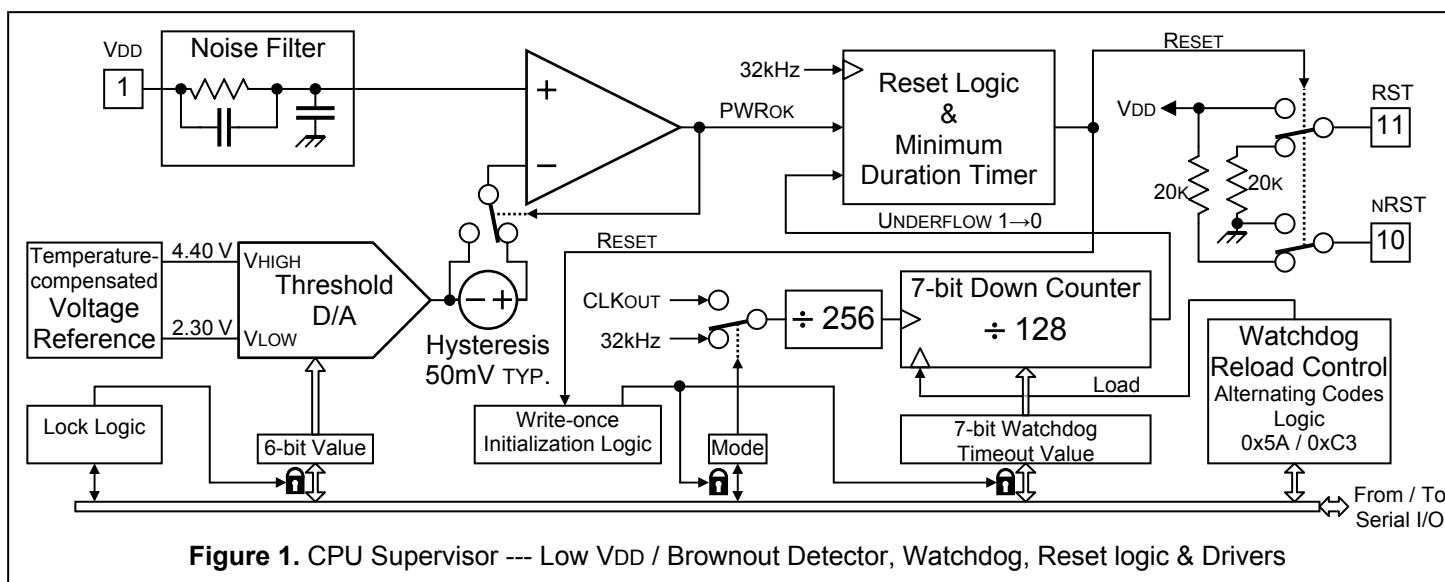 Noise Filter
VDD
1
+
−
PWROK
32kHz
Reset Logic
&
Minimum
Duration Timer
RESET
VDD
RST
11
20K
20K
NRST
10
UNDERFLOW 1→0
RESET
Temperature-
compensated
Voltage
Reference
4.40 V
2.30 V
VHIGH
VLOW
Threshold
D/A
− +
Hysteresis
50mV TYP.
CLKOUT
32kHz
÷ 256
7-bit Down Counter
÷ 128
Load
Watchdog
Reload Control
Alternating Codes
Logic
0x5A / 0xC3
Lock Logic
6-bit Value
Write-once
Initialization Logic
Mode
7-bit Watchdog
Timeout Value
From / To
Serial I/O
Figure 1. CPU Supervisor --- Low VDD / Brownout Detector, Watchdog, Reset logic & Drivers